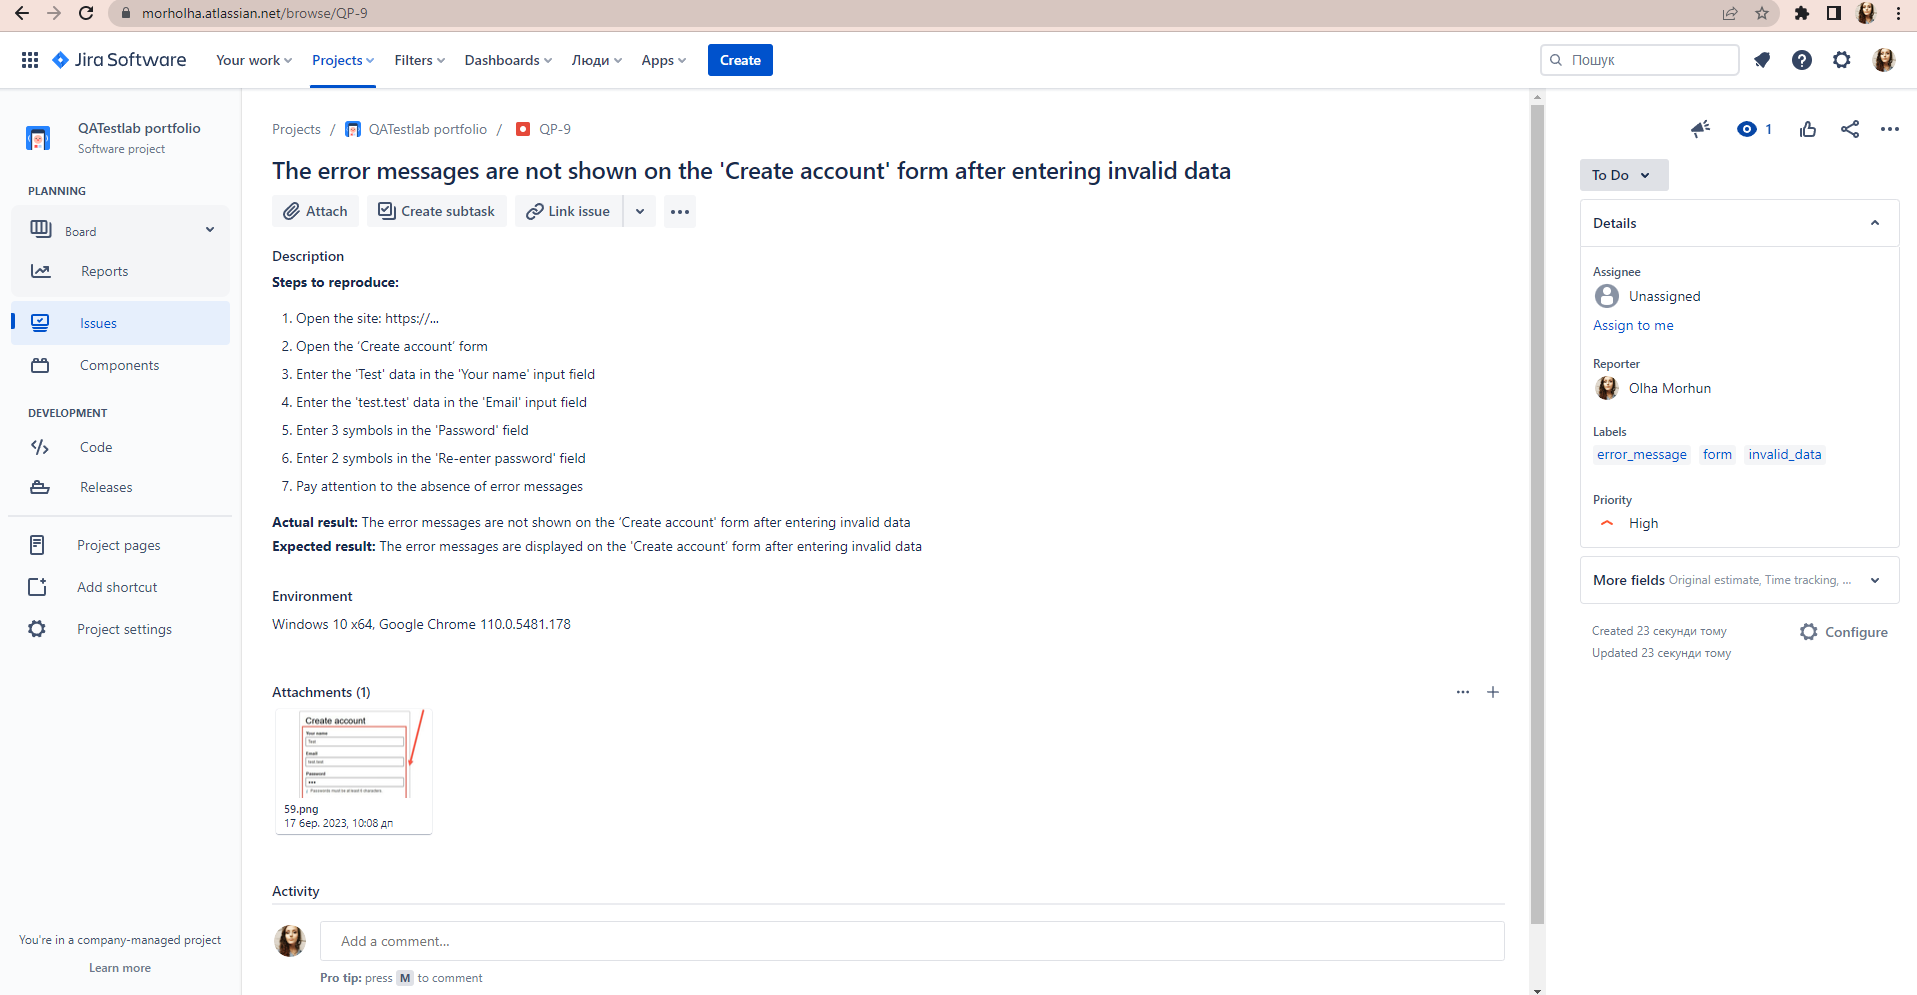 morholha.atlassian.net/browse/QP-9
Jira Software Your work Projects Filters Dashboards Люди Apps Create Пошук
QATestlab portfolio
Software project
PLANNING
Board
Reports
Issues
Components
DEVELOPMENT
Code
Releases
Project pages
Add shortcut
Project settings
You're in a company-managed project
Learn more
Projects / QATestlab portfolio / QP-9
The error messages are not shown on the 'Create account' form after entering invalid data
Attach Create subtask Link issue
Description
Steps to reproduce:
1. Open the site: https://...
2. Open the 'Create account' form
3. Enter the 'Test' data in the 'Your name' input field
4. Enter the 'test.test' data in the 'Email' input field
5. Enter 3 symbols in the 'Password' field
6. Enter 2 symbols in the 'Re-enter password' field
7. Pay attention to the absence of error messages
Actual result: The error messages are not shown on the 'Create account' form after entering invalid data
Expected result: The error messages are displayed on the 'Create account' form after entering invalid data
Environment
Windows 10 x64, Google Chrome 110.0.5481.178
Attachments (1)
Create account
Your name
Test
Email
test.test
Password
Passwords must be at least 6 characters.
59.png
17 бер. 2023, 10:08 дп
Activity
Add a comment...
Pro tip: press M to comment
1
To Do
Details
Assignee
Unassigned
Assign to me
Reporter
Olha Morhun
Labels
error_message form invalid_data
Priority
High
More fields Original estimate, Time tracking, ...
Created 23 секунди тому
Configure
Updated 23 секунди тому